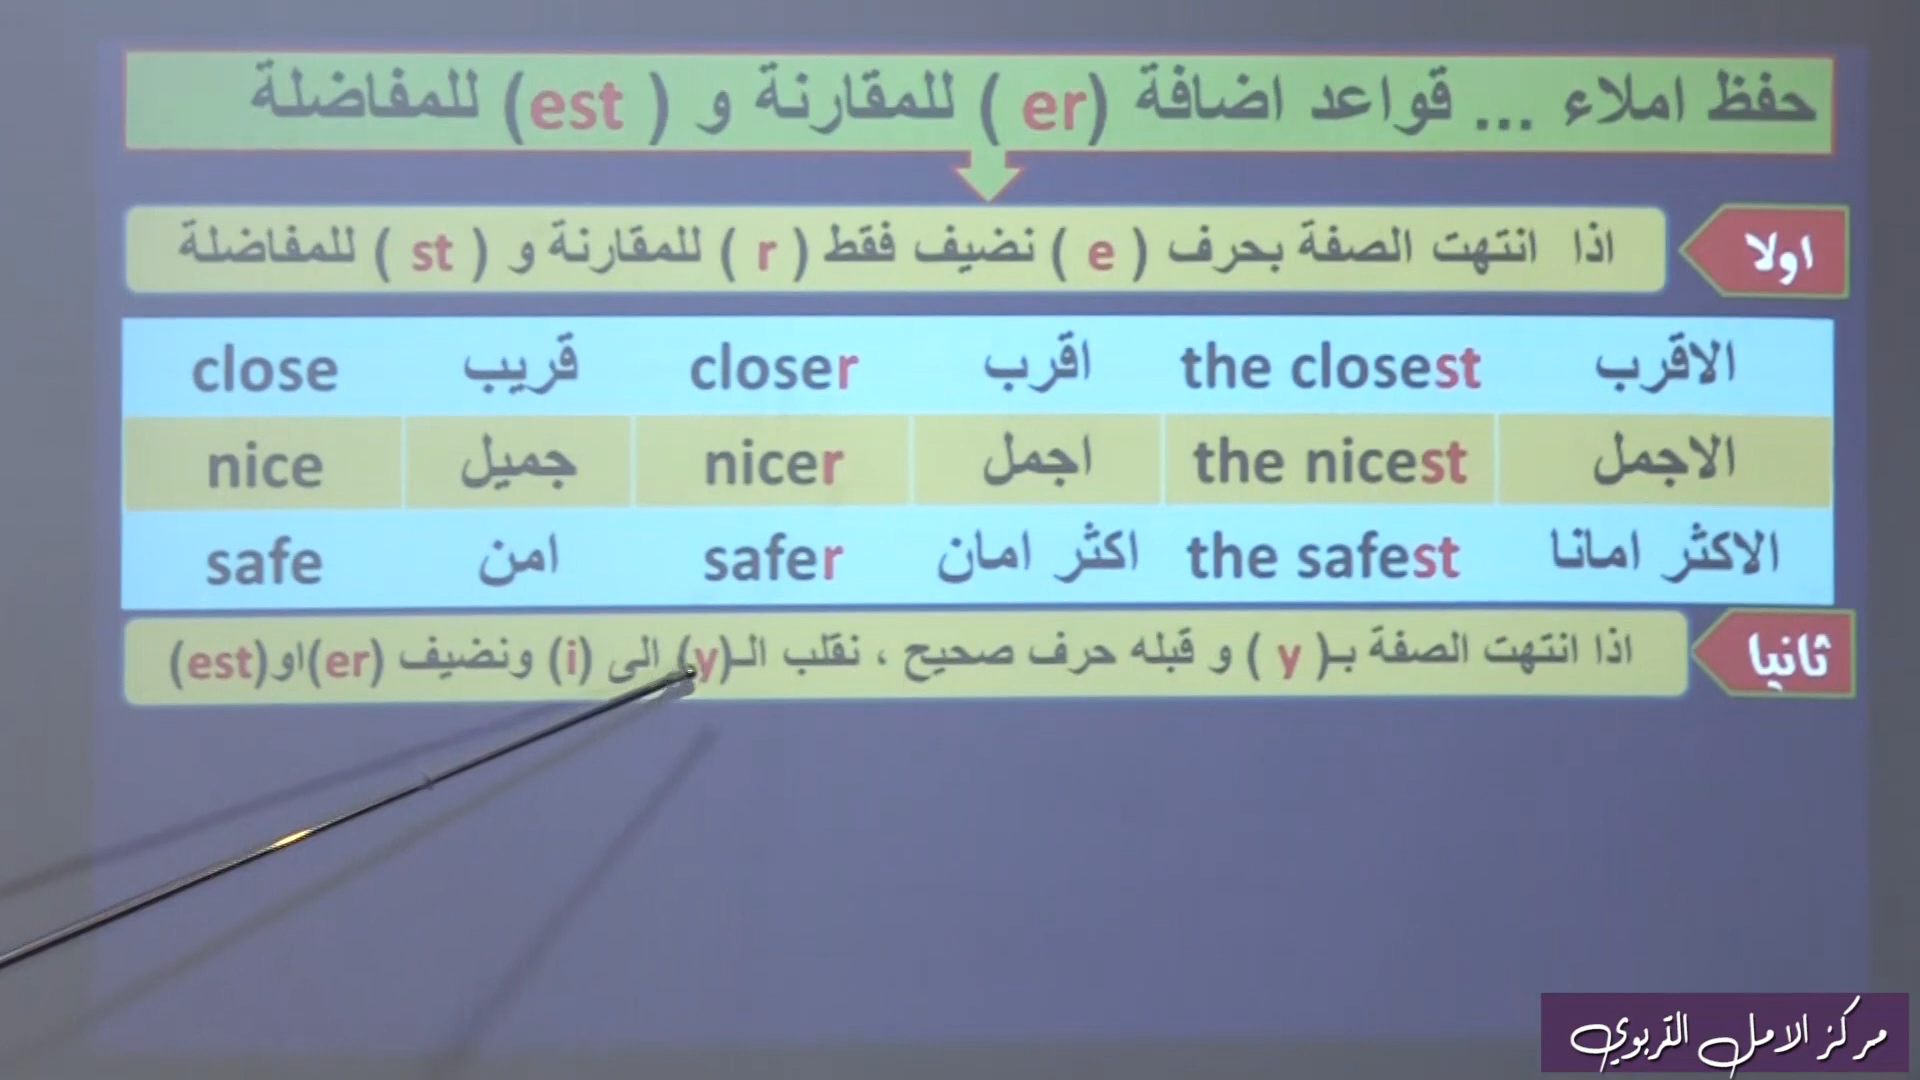 حفظ املاء ... قواعد اضافة (er ) للمقارنة و ( est) للمفاضلة
اولا
اذا انتهت الصفة بحرف ( e ) نضيف فقط ( r ) للمقارنة و ( st ) للمفاضلة
close قريب closer اقرب the closest الاقرب
nice جميل nicer اجمل the nicest الاجمل
safe امن safer اكثر امان the safest الاكثر امانا
ثانيا
اذا انتهت الصفة بـ( y ) و قبله حرف صحيح ، نقلب الـ(y) الى (i) ونضيف (er)او(est)
مركز الامل التربوي